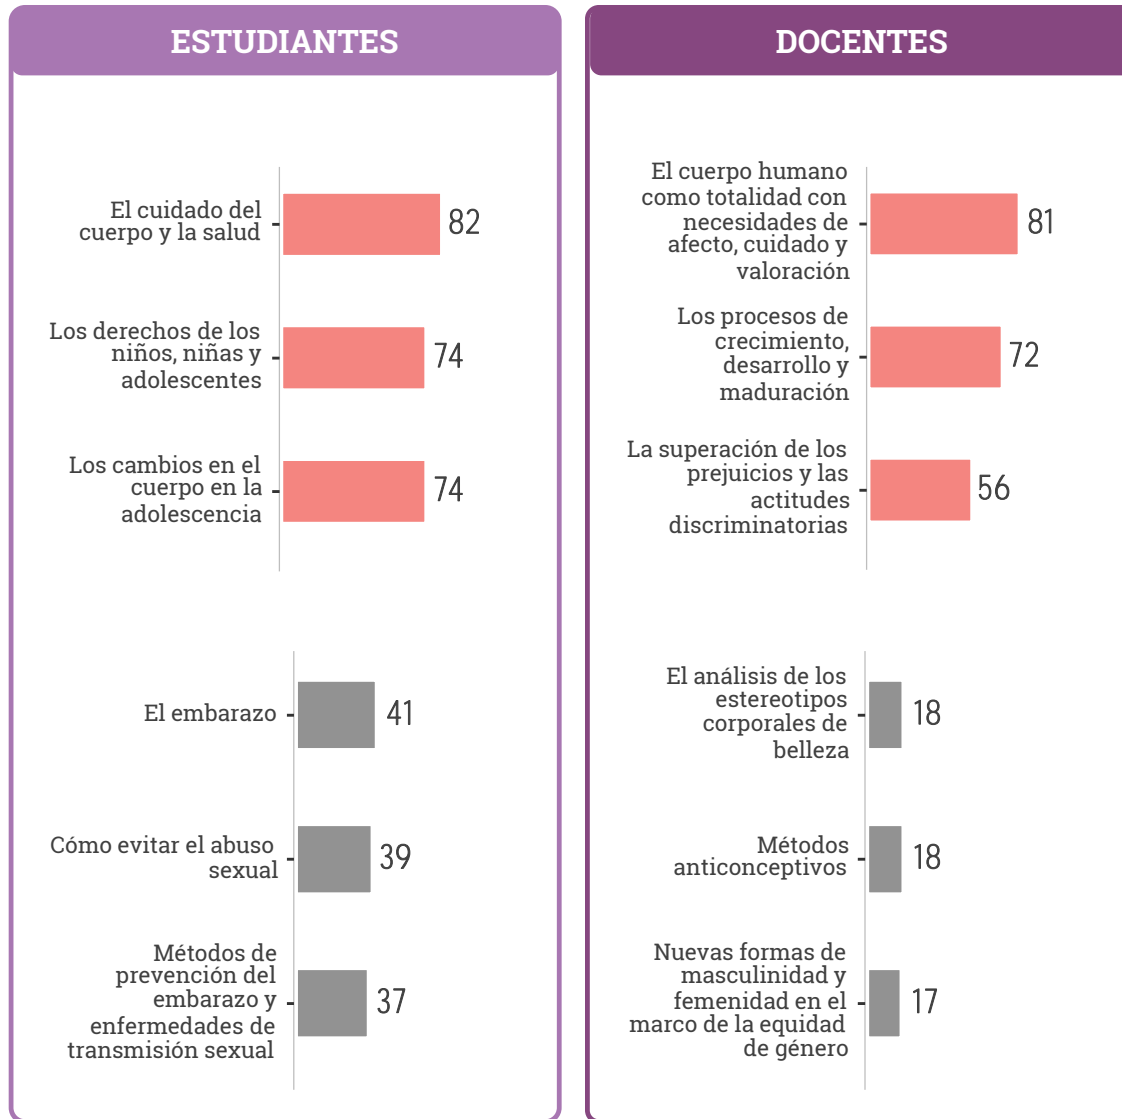 ESTUDIANTES
El cuidado del
cuerpo y la salud
82
Los derechos de los
niños, niñas y
adolescentes
74
Los cambios en el
cuerpo en la
adolescencia
74
El embarazo
41
Cómo evitar el abuso
sexual
39
Métodos de
prevención del
embarazo y
enfermedades de
transmisión sexual
37
DOCENTES
El cuerpo humano
como totalidad con
necesidades de
afecto, cuidado y
valoración
81
Los procesos de
crecimiento,
desarrollo y
maduración
72
La superación de los
prejuicios y las
actitudes
discriminatorias
56
El análisis de los
estereotipos
corporales de
belleza
18
Métodos
anticonceptivos
18
Nuevas formas de
masculinidad y
femenidad en el
marco de la equidad
de género
17